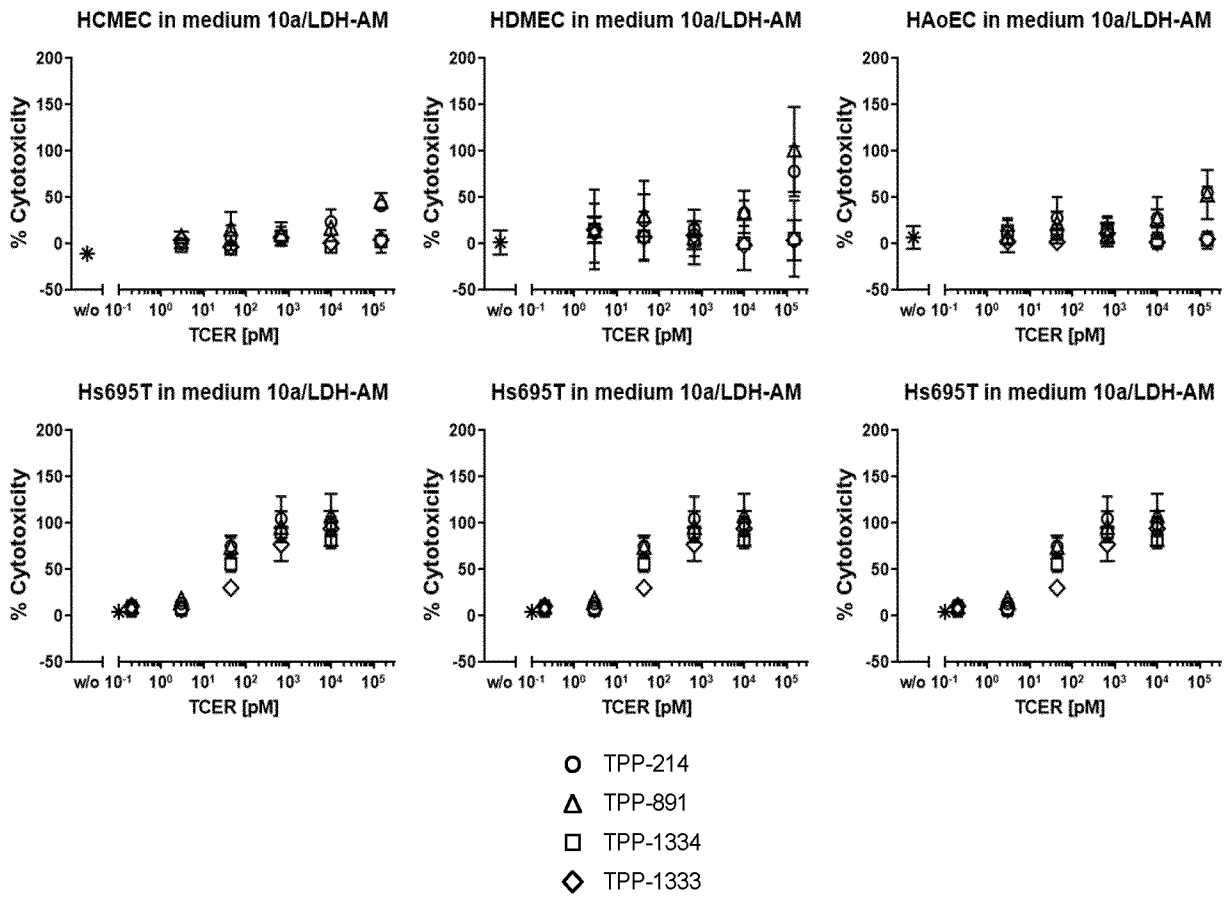 HCMEC in medium 10a/LDH-AM
HDMEC in medium 10a/LDH-AM
HAoEC in medium 10a/LDH-AM
% Cytotoxicity
200
150
100
50
0
-50
w/o 10⁻¹ 10⁰ 10¹ 10² 10³ 10⁴ 10⁵
TCER [pM]
% Cytotoxicity
200
150
100
50
0
-50
w/o 10⁻¹ 10⁰ 10¹ 10² 10³ 10⁴ 10⁵
TCER [pM]
% Cytotoxicity
200
150
100
50
0
-50
w/o 10⁻¹ 10⁰ 10¹ 10² 10³ 10⁴ 10⁵
TCER [pM]
Hs695T in medium 10a/LDH-AM
Hs695T in medium 10a/LDH-AM
Hs695T in medium 10a/LDH-AM
% Cytotoxicity
200
150
100
50
0
-50
w/o 10⁻¹ 10⁰ 10¹ 10² 10³ 10⁴ 10⁵
TCER [pM]
% Cytotoxicity
200
150
100
50
0
-50
w/o 10⁻¹ 10⁰ 10¹ 10² 10³ 10⁴ 10⁵
TCER [pM]
% Cytotoxicity
200
150
100
50
0
-50
w/o 10⁻¹ 10⁰ 10¹ 10² 10³ 10⁴ 10⁵
TCER [pM]
TPP-214
TPP-891
TPP-1334
TPP-1333